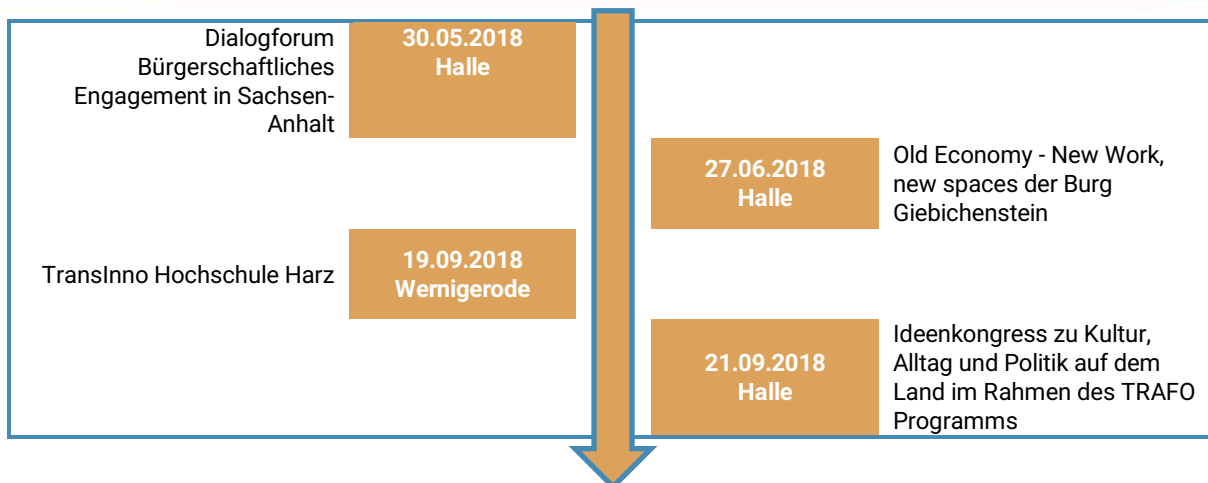 Dialogforum
Bürgerschaftliches
Engagement in Sachsen-
Anhalt
30.05.2018
Halle
27.06.2018
Halle
Old Economy - New Work,
new spaces der Burg
Giebichenstein
TransInno Hochschule Harz
19.09.2018
Wernigerode
21.09.2018
Halle
Ideenkongress zu Kultur,
Alltag und Politik auf dem
Land im Rahmen des TRAFO
Programms